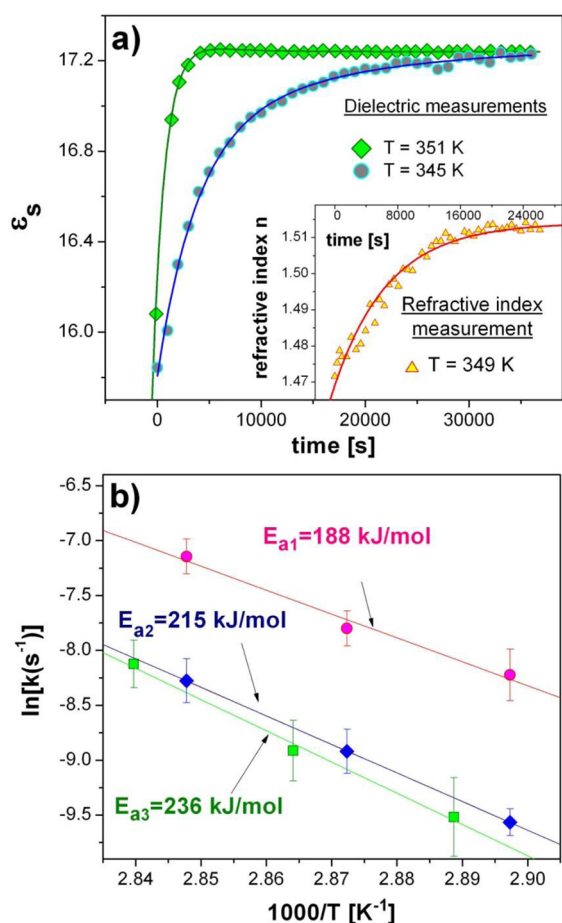 a)
17.2
16.8
16.4
16.0
εs
Dielectric measurements
T = 351 K
T = 345 K
0 8000 16000 24000
time [s]
1.51
1.50
1.49
1.48
1.47
refractive index n
Refractive index
measurement
T = 349 K
0 10000 20000 30000
time [s]
b)
-6.5
-7.0
-7.5
-8.0
-8.5
-9.0
-9.5
ln[k(s⁻¹)]
Ea1=188 kJ/mol
Ea2=215 kJ/mol
Ea3=236 kJ/mol
2.84 2.85 2.86 2.87 2.88 2.89 2.90
1000/T [K⁻¹]